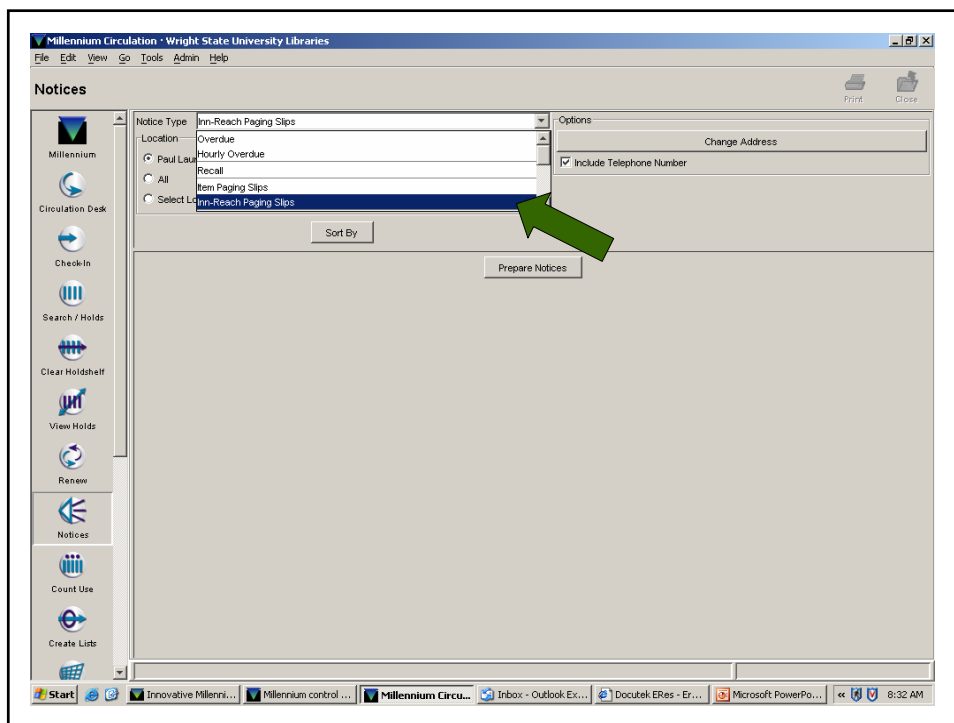 Millennium Circulation · Wright State University Libraries
File Edit View Go Tools Admin Help
Notices
Print Close
Millennium
Circulation Desk
Check-In
Search / Holds
Clear Holdshelf
View Holds
Renew
Notices
Count Use
Create Lists
Notice Type Inn-Reach Paging Slips
Location
Paul Lau
All
Select Lo
Overdue
Hourly Overdue
Recall
Item Paging Slips
Inn-Reach Paging Slips
Options
Change Address
Include Telephone Number
Sort By
Prepare Notices
Start Innovative Millenni... Millennium control ... Millennium Circu... Inbox - Outlook Ex... Docutek ERes - Er... Microsoft PowerPo... « 8:32 AM